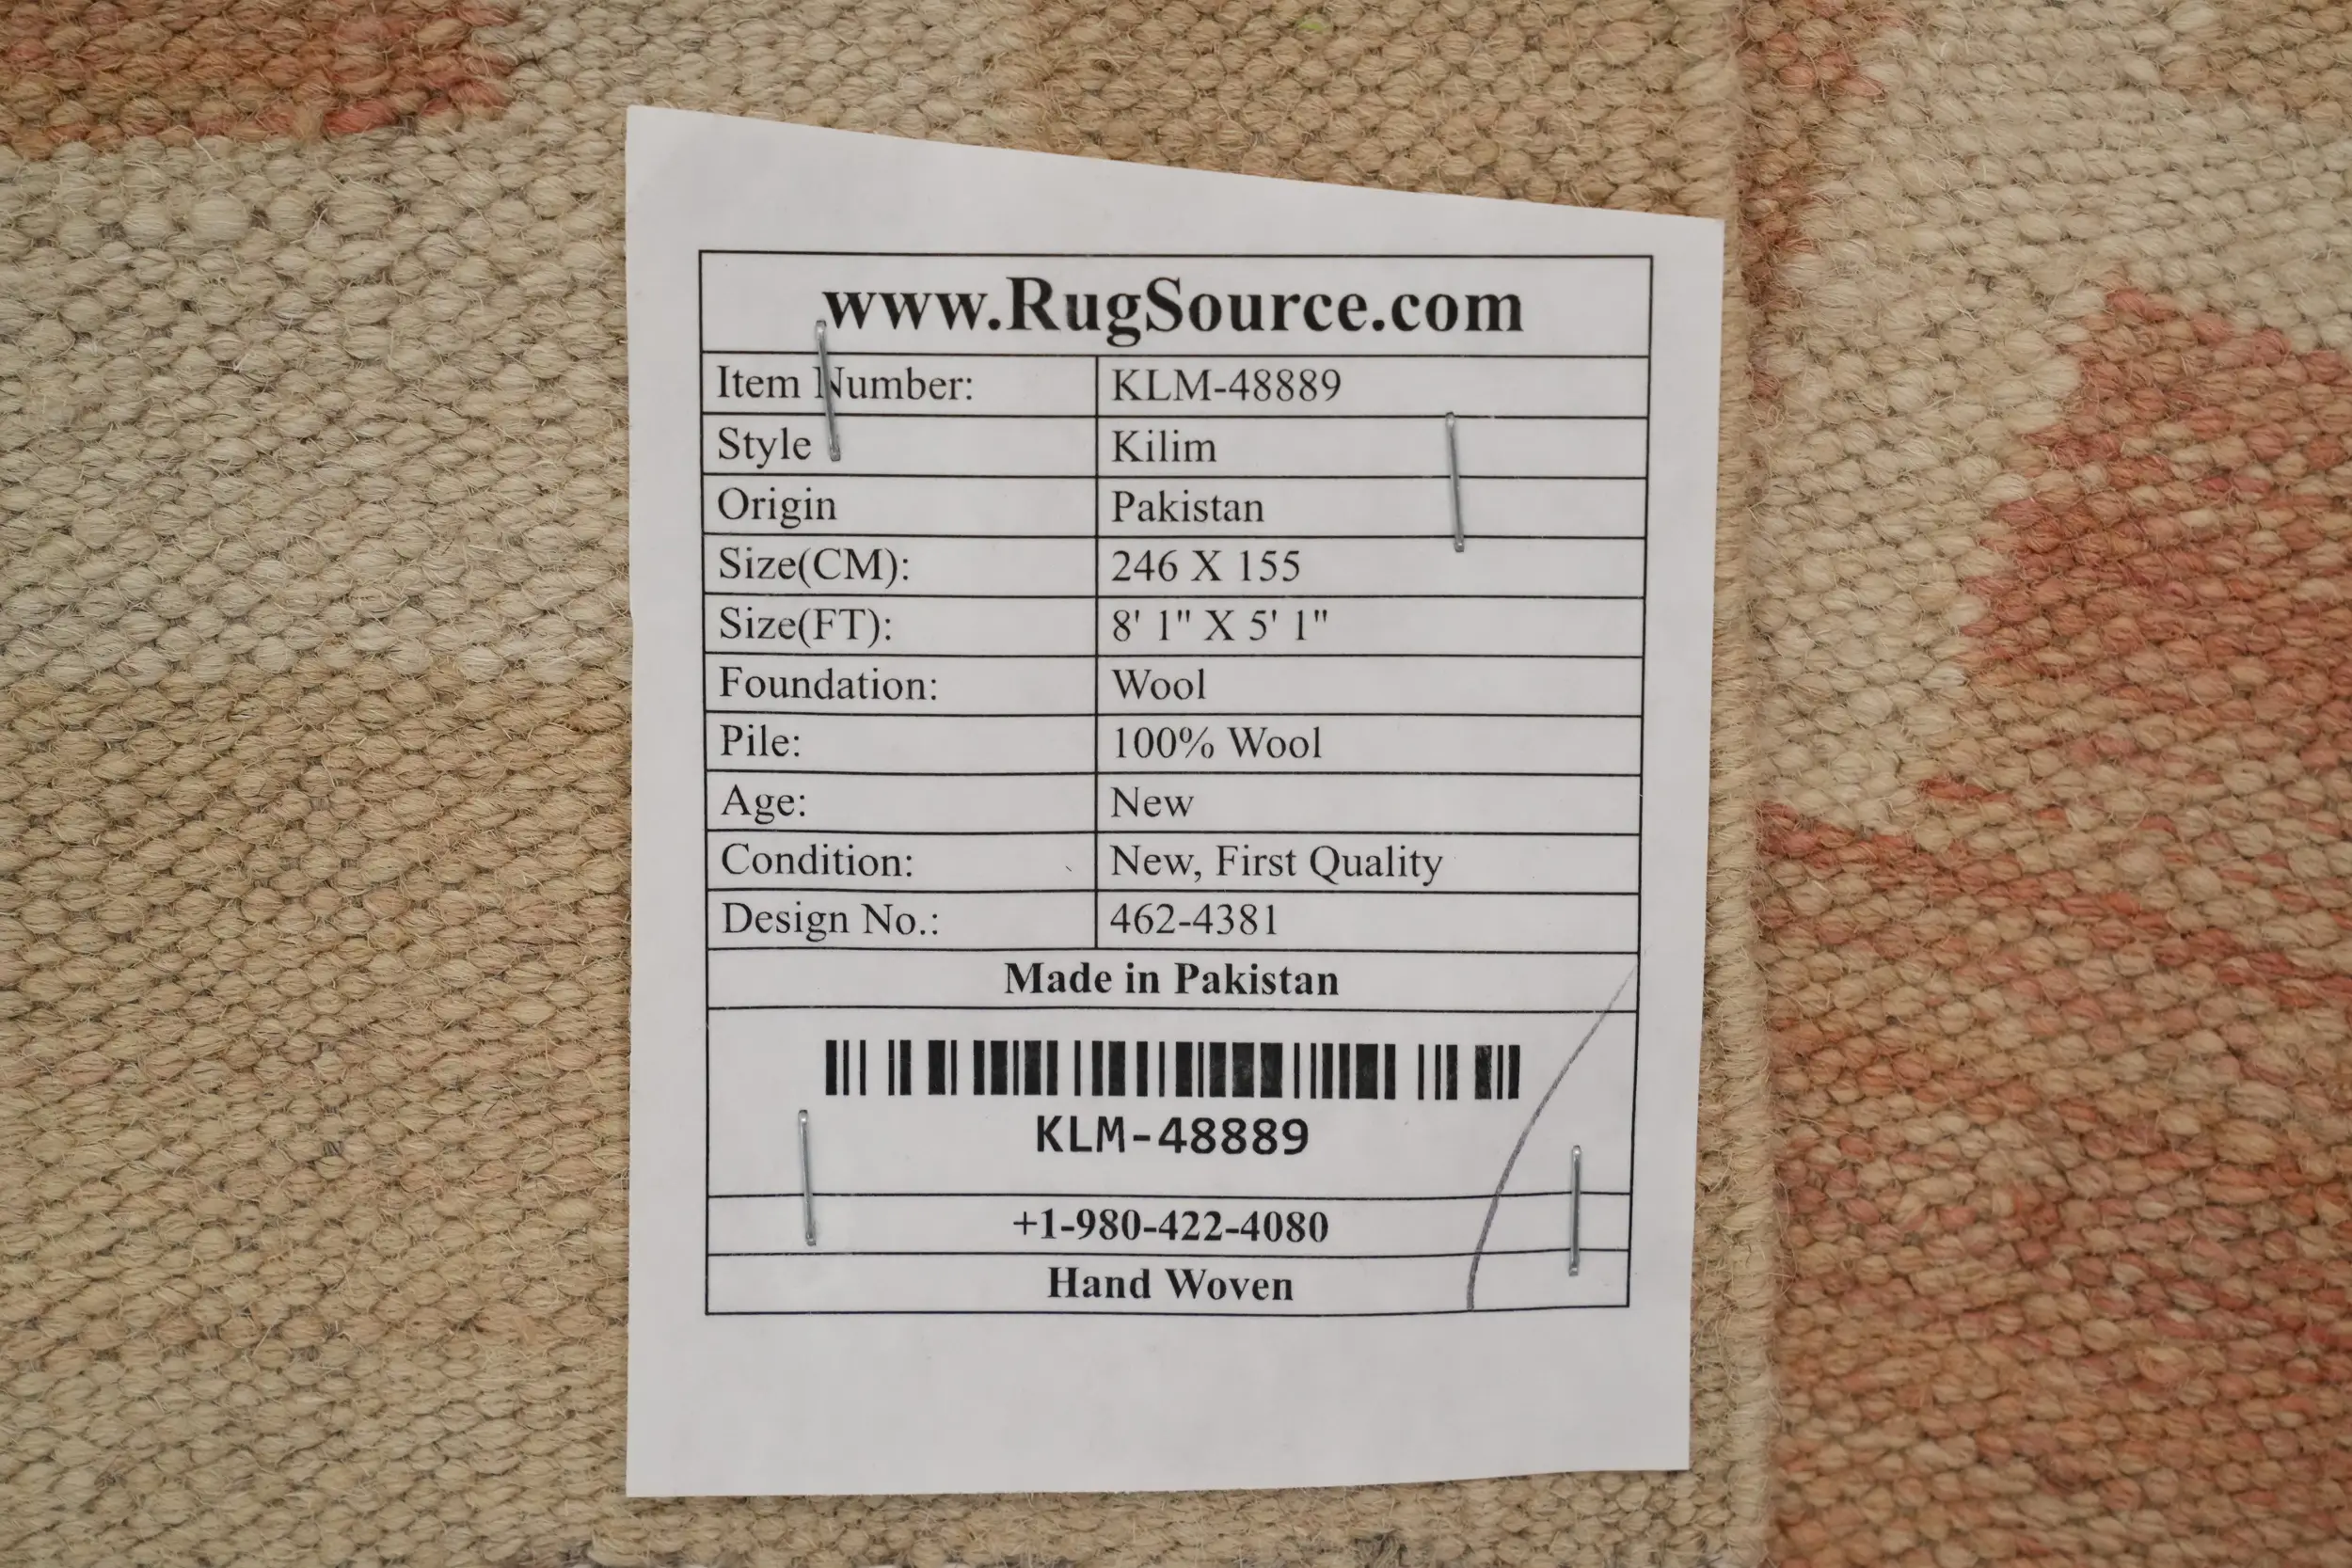 www.RugSource.com
Item Number: KLM-48889
Style Kilim
Origin Pakistan
Size(CM): 246 X 155
Size(FT): 8' 1" X 5' 1"
Foundation: Wool
Pile: 100% Wool
Age: New
Condition: New, First Quality
Design No.: 462-4381
Made in Pakistan
KLM-48889
+1-980-422-4080
Hand Woven